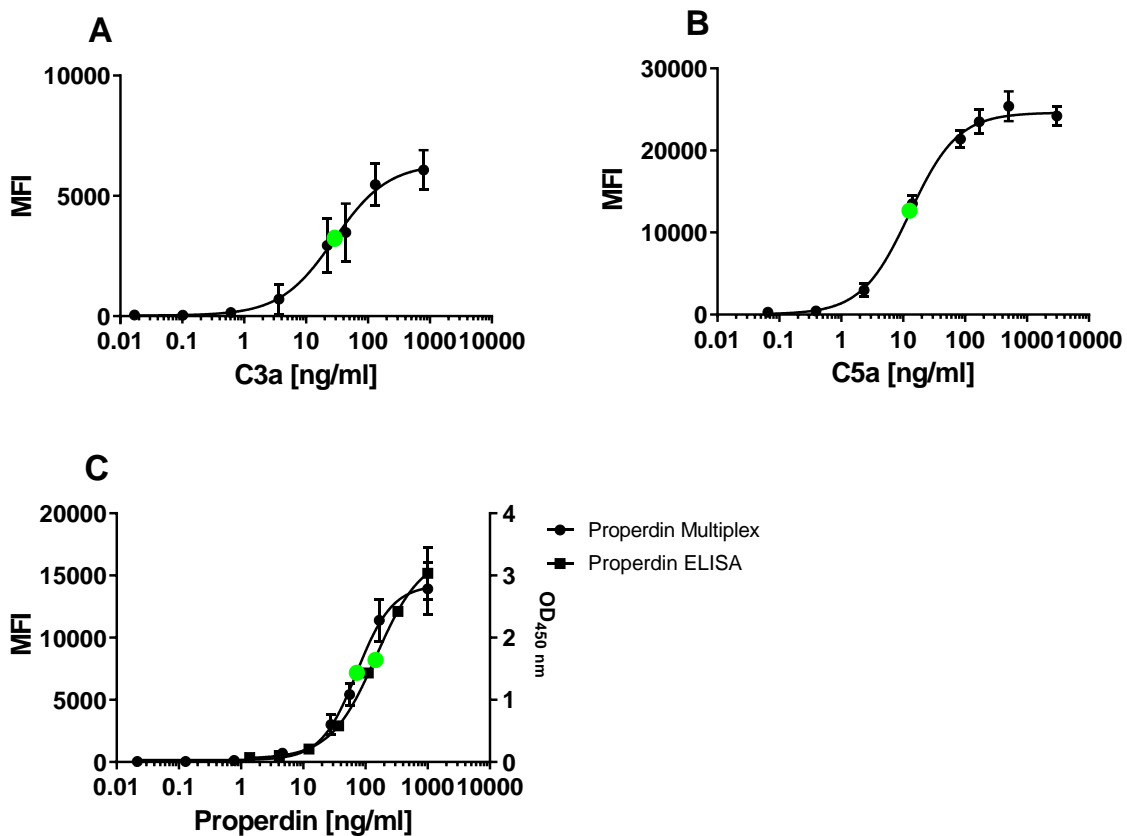 A
10000
5000
0
MFI
0.01 0.1 1 10 100 1000 10000
C3a [ng/ml]
B
30000
20000
10000
0
MFI
0.01 0.1 1 10 100 1000 10000
C5a [ng/ml]
C
20000
15000
10000
5000
0
MFI
4
3
2
1
0
OD450 nm
0.01 0.1 1 10 100 1000 10000
Properdin [ng/ml]
Properdin Multiplex
Properdin ELISA